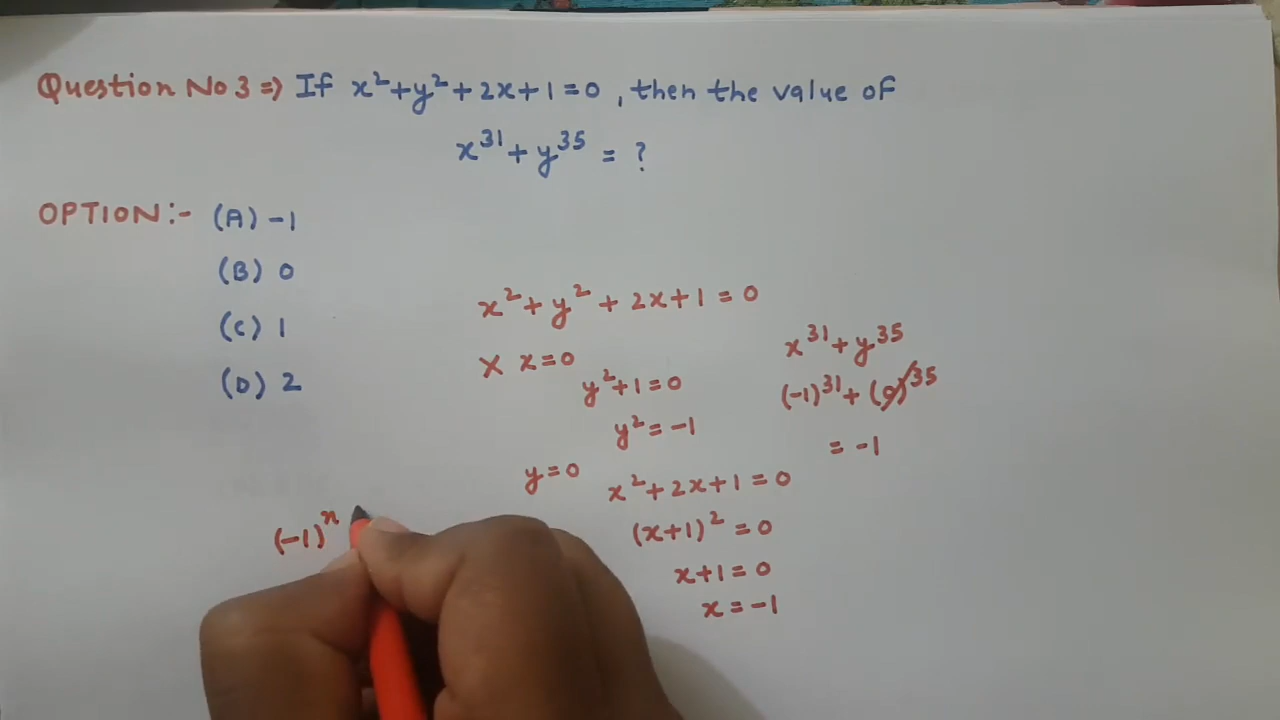 Question No 3 => If x²+y²+2x+1=0, then the value of
x³¹+y³⁵ = ?
OPTION:- (A) -1
(B) 0
(C) 1
(D) 2
x²+y²+2x+1=0
× x=0
y²+1=0
y²=-1
y=0
x²+2x+1=0
(x+1)²=0
x+1=0
x=-1
x³¹+y³⁵
(-1)³¹+(0)³⁵
=-1
(-1)ⁿ